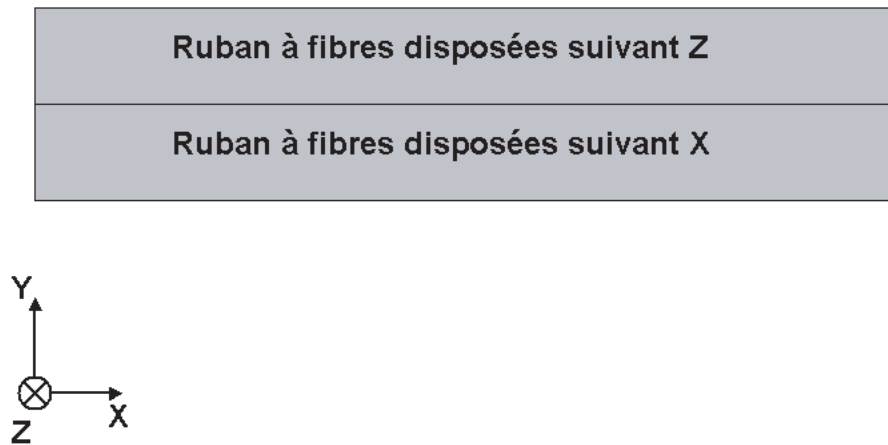 Ruban à fibres disposées suivant Z
Ruban à fibres disposées suivant X
Y
X
Z